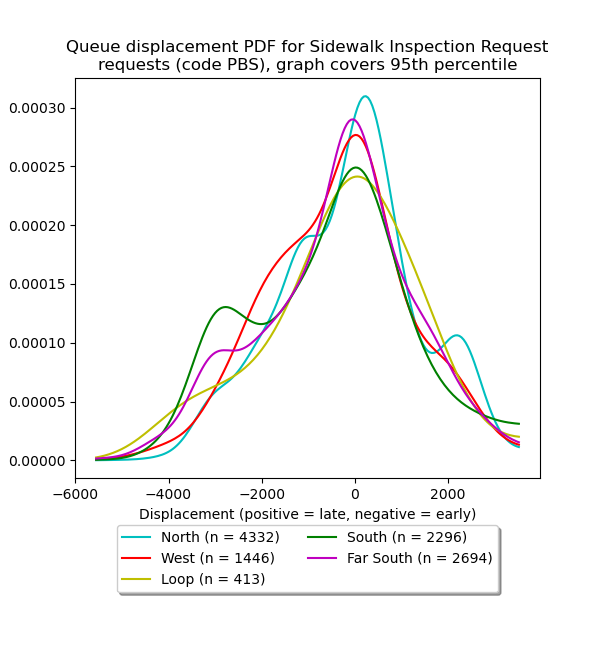 Queue displacement PDF for Sidewalk Inspection Request
requests (code PBS), graph covers 95th percentile
0.00030
0.00025
0.00020
0.00015
0.00010
0.00005
0.00000
−6000 −4000 −2000 0 2000
Displacement (positive = late, negative = early)
North (n = 4332) South (n = 2296)
West (n = 1446) Far South (n = 2694)
Loop (n = 413)